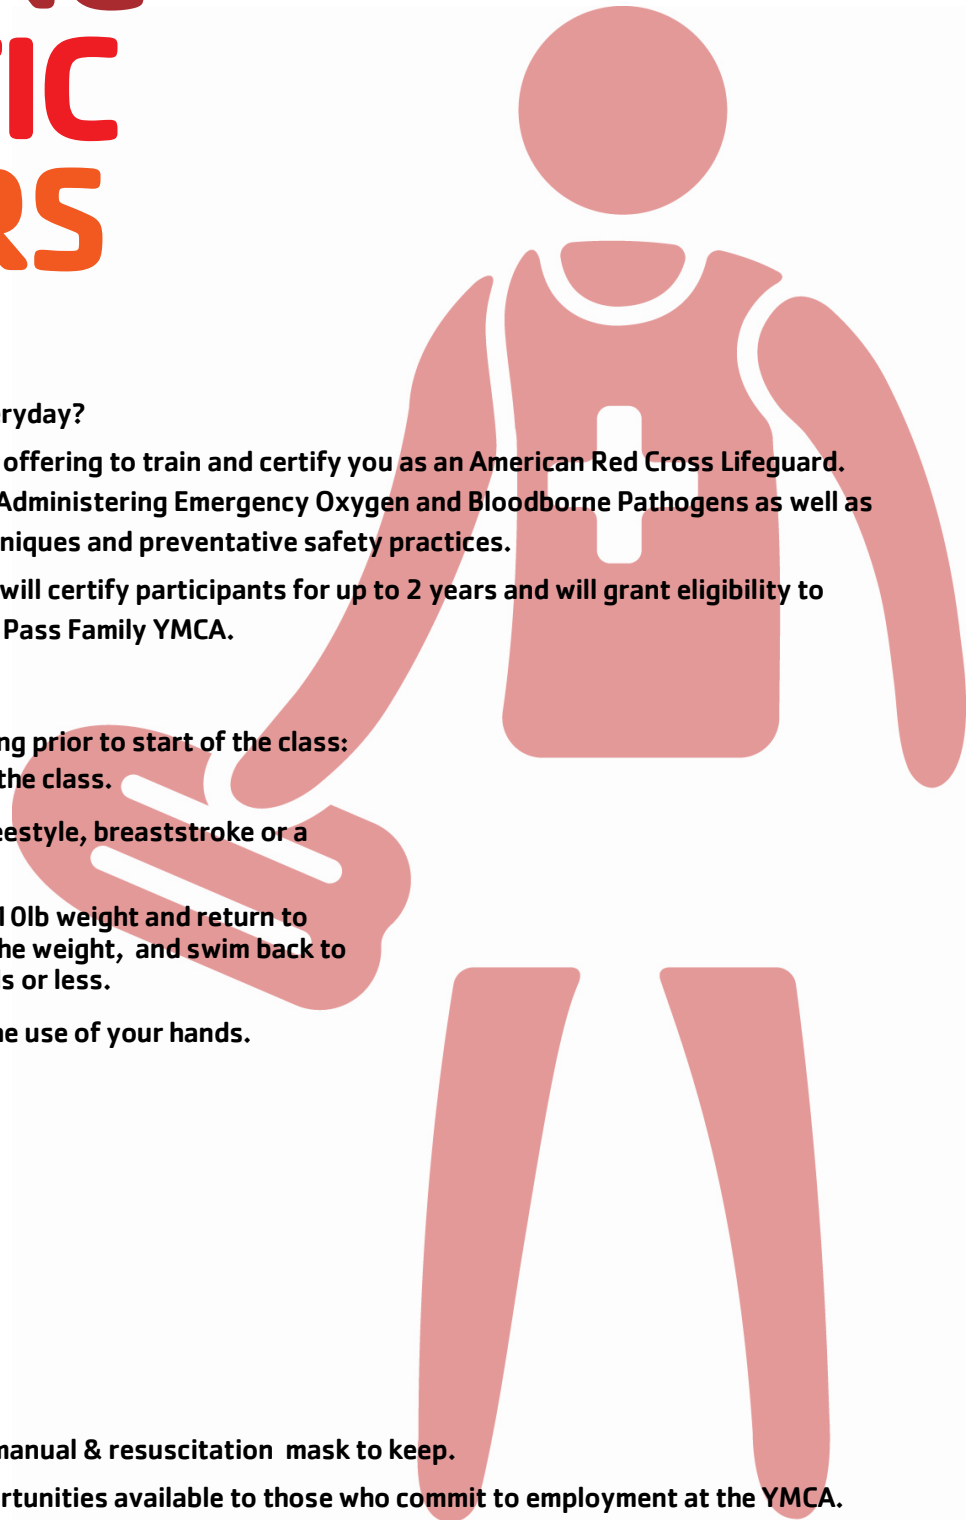 TIC
RS
eryday?
offering to train and certify you as an American Red Cross Lifeguard.
Administering Emergency Oxygen and Bloodborne Pathogens as well as
niques and preventative safety practices.
will certify participants for up to 2 years and will grant eligibility to
Pass Family YMCA.
ng prior to start of the class:
the class.
eestyle, breaststroke or a
10lb weight and return to
he weight, and swim back to
is or less.
he use of your hands.
manual & resuscitation mask to keep.
rtunities available to those who commit to employment at the YMCA.